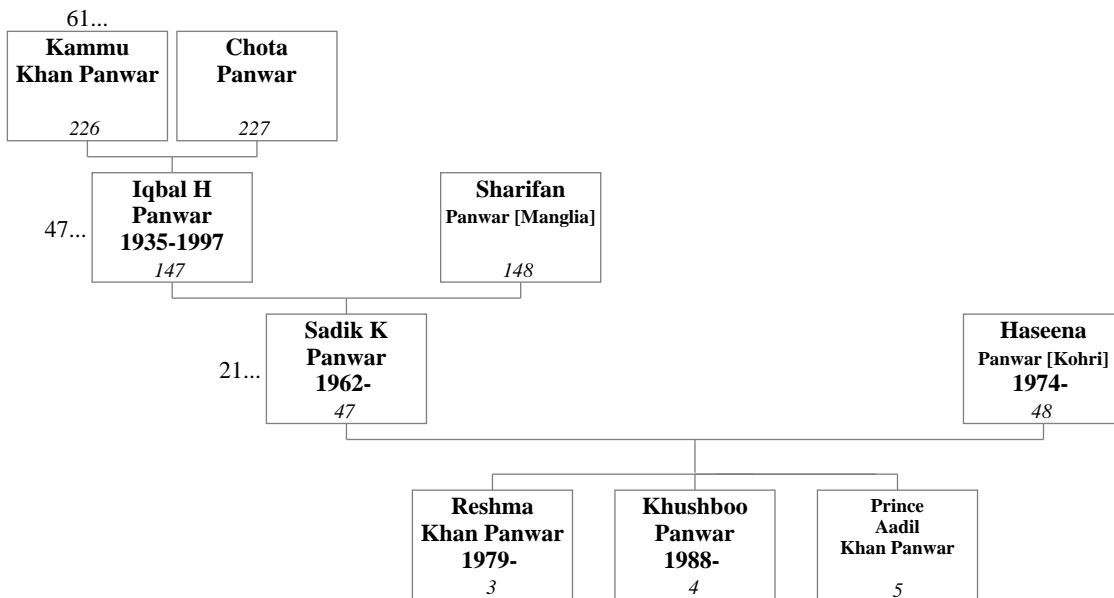 61...
Kammu
Khan Panwar
226
Chota
Panwar
227
47...
Iqbal H
Panwar
1935-1997
147
Sharifan
Panwar [Manglia]
148
21...
Sadik K
Panwar
1962-
47
Haseena
Panwar [Kohri]
1974-
48
Reshma
Khan Panwar
1979-
3
Khushboo
Panwar
1988-
4
Prince
Aadil
Khan Panwar
5